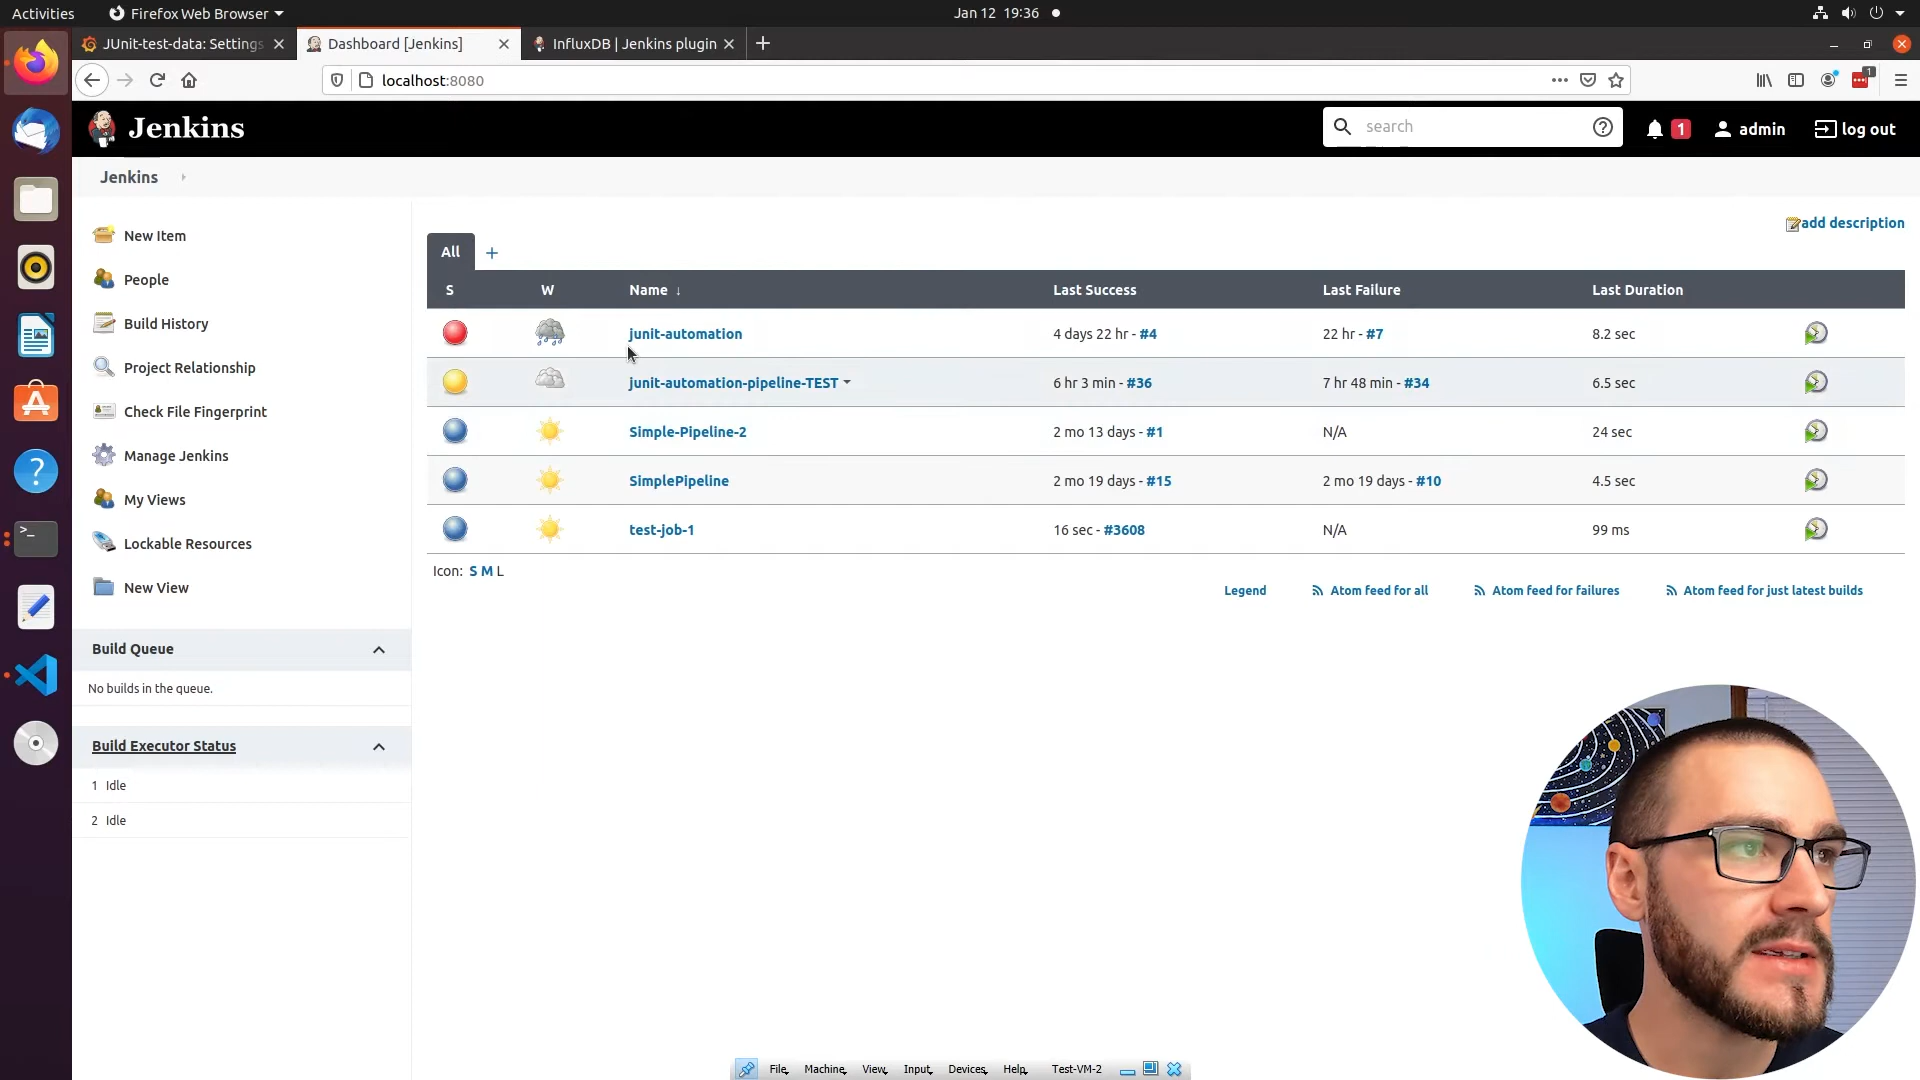 Activities Firefox Web Browser Jan 12 19:36
JUnit-test-data: Settings Dashboard [Jenkins] InfluxDB | Jenkins plugin
localhost:8080
1
Jenkins search 1 admin log out
Jenkins
add description
New Item
People
Build History
Project Relationship
Check File Fingerprint
Manage Jenkins
My Views
Lockable Resources
New View
Build Queue
No builds in the queue.
Build Executor Status
1 Idle
2 Idle
All +
S W Name ↓ Last Success Last Failure Last Duration
junit-automation 4 days 22 hr - #4 22 hr - #7 8.2 sec
junit-automation-pipeline-TEST 6 hr 3 min - #36 7 hr 48 min - #34 6.5 sec
Simple-Pipeline-2 2 mo 13 days - #1 N/A 24 sec
SimplePipeline 2 mo 19 days - #15 2 mo 19 days - #10 4.5 sec
test-job-1 16 sec - #3608 N/A 99 ms
Icon: S M L
Legend Atom feed for all Atom feed for failures Atom feed for just latest builds
File Machine View Input Devices Help Test-VM-2